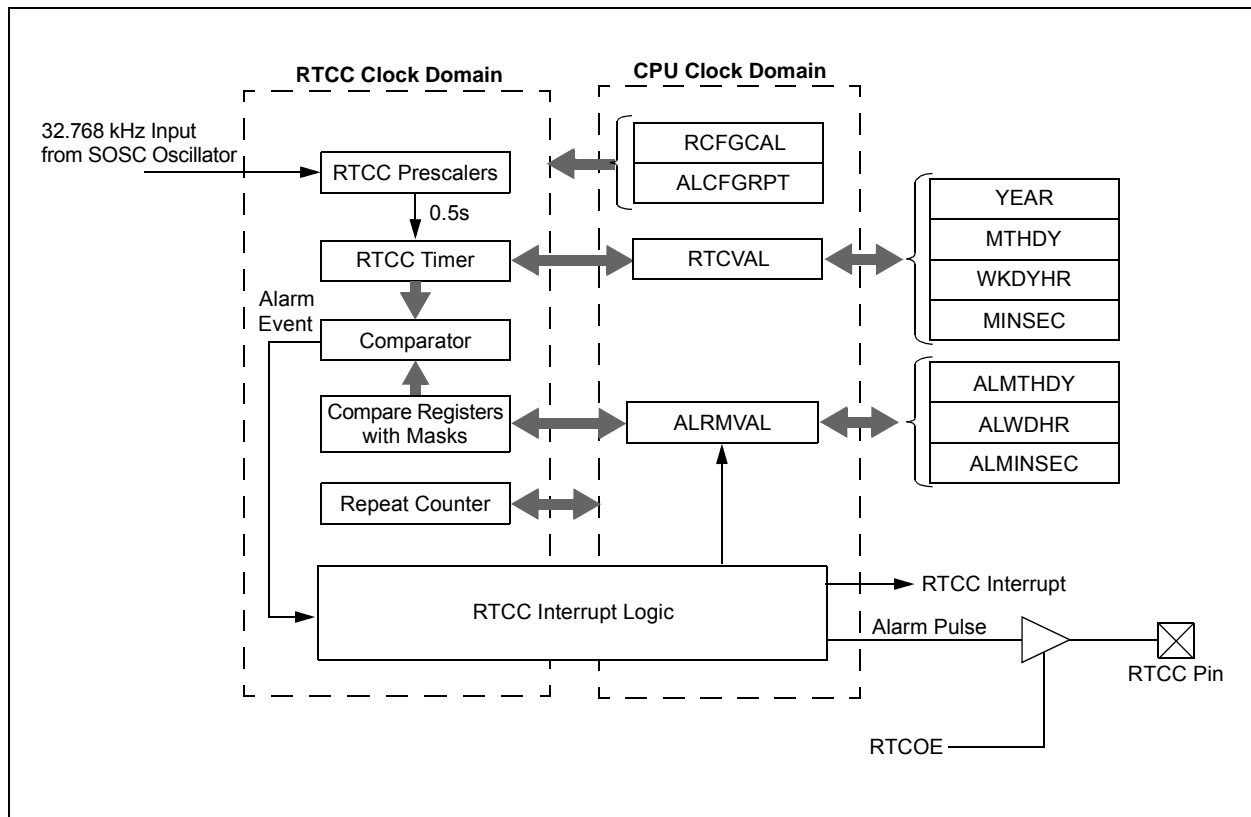 RTCC Clock Domain
CPU Clock Domain
32.768 kHz Input
from SOSC Oscillator
RTCC Prescalers
0.5s
RTCC Timer
Alarm
Event
Comparator
Compare Registers
with Masks
Repeat Counter
RCFGCAL
ALCFGRPT
RTCVAL
YEAR
MTHDY
WKDYHR
MINSEC
ALRMVAL
ALMTHDY
ALWDHR
ALMINSEC
RTCC Interrupt Logic
RTCC Interrupt
Alarm Pulse
RTCC Pin
RTCOE